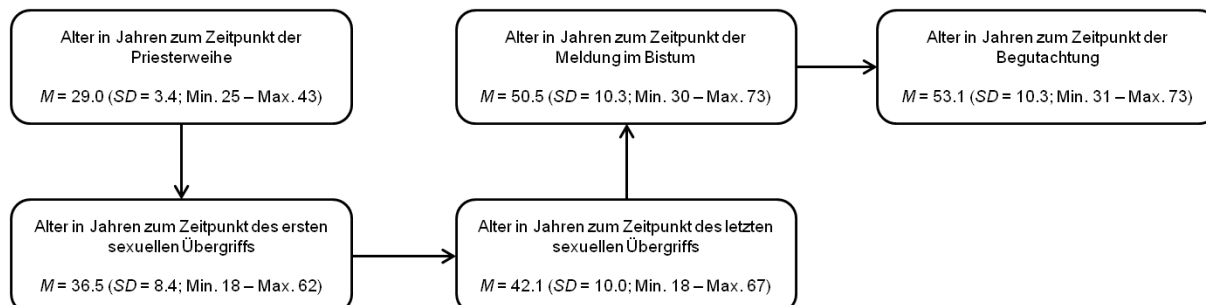 Alter in Jahren zum Zeitpunkt der
Priesterweihe
M = 29.0 (SD = 3.4; Min. 25 – Max. 43)
Alter in Jahren zum Zeitpunkt des ersten
sexuellen Übergriffs
M = 36.5 (SD = 8.4; Min. 18 – Max. 62)
Alter in Jahren zum Zeitpunkt des letzten
sexuellen Übergriffs
M = 42.1 (SD = 10.0; Min. 18 – Max. 67)
Alter in Jahren zum Zeitpunkt der
Meldung im Bistum
M = 50.5 (SD = 10.3; Min. 30 – Max. 73)
Alter in Jahren zum Zeitpunkt der
Begutachtung
M = 53.1 (SD = 10.3; Min. 31 – Max. 73)